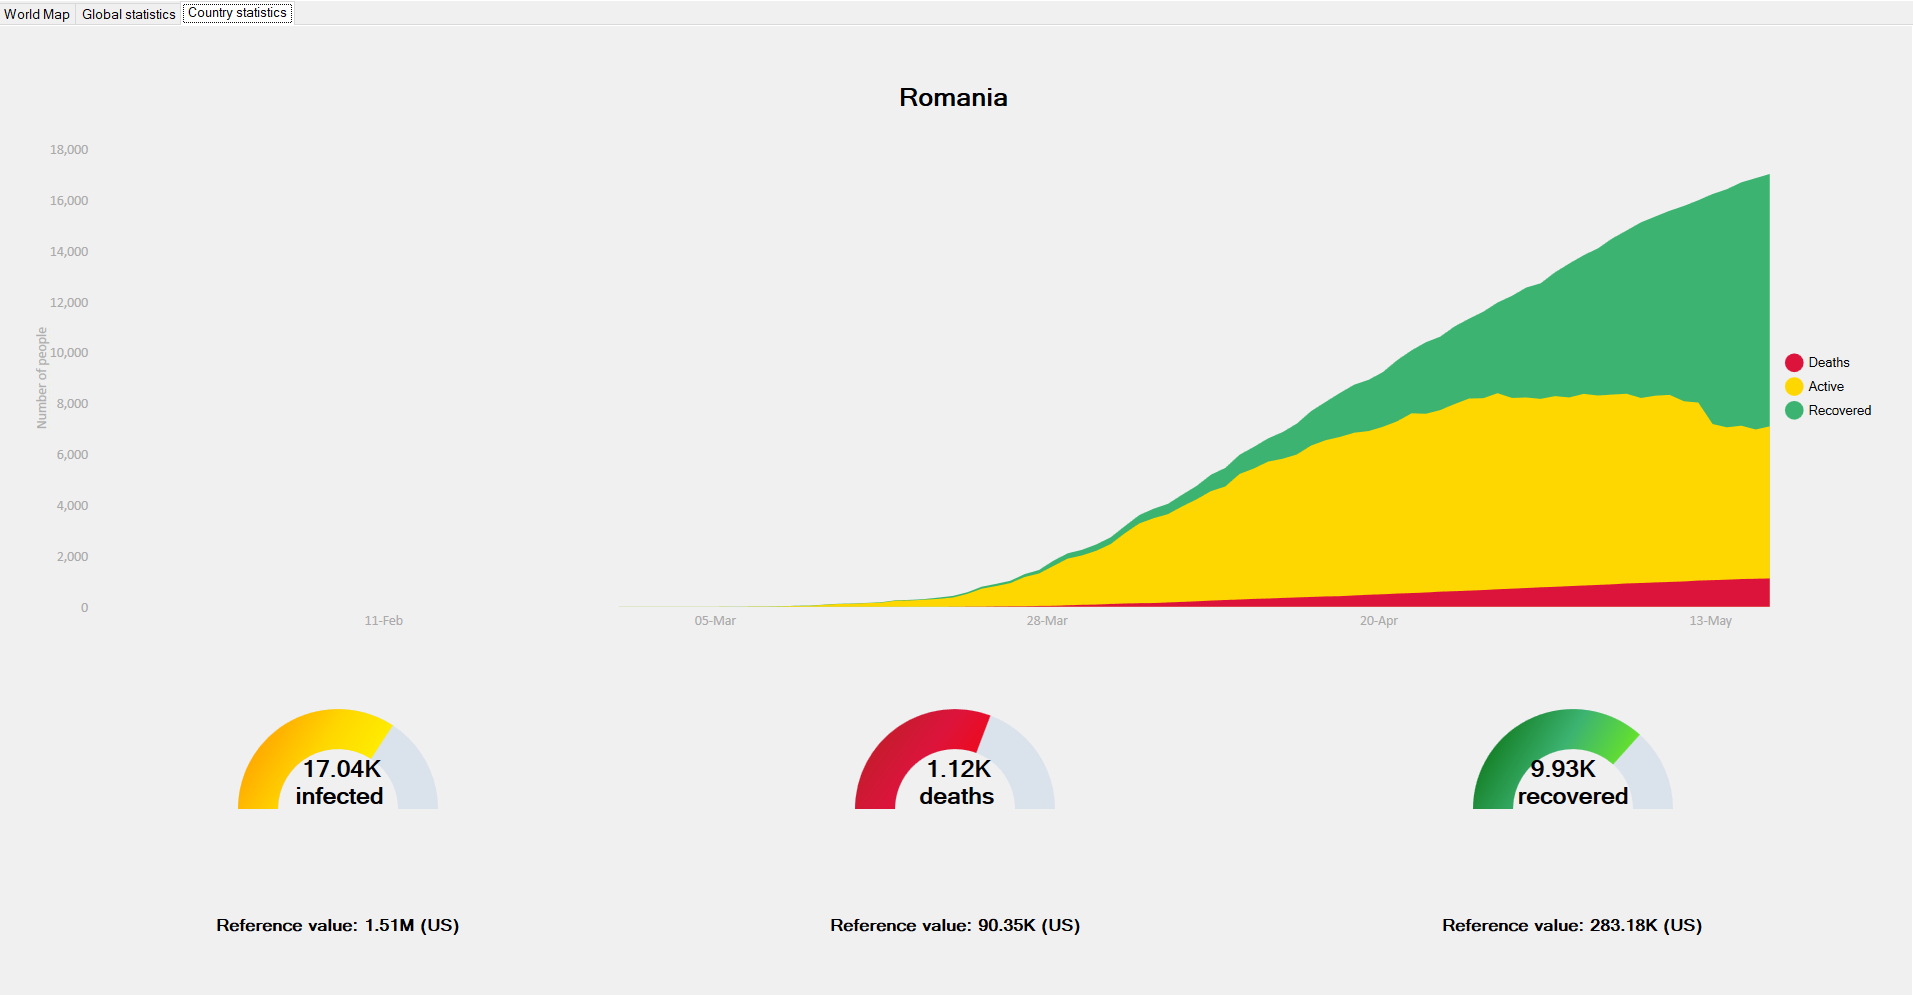 World Map
Global statistics
Country statistics
Romania
18,000
16,000
14,000
12,000
10,000
8,000
6,000
4,000
2,000
0
Number of people
11-Feb
05-Mar
28-Mar
20-Apr
13-May
Deaths
Active
Recovered
17.04K
infected
1.12K
deaths
9.93K
recovered
Reference value: 1.51M (US)
Reference value: 90.35K (US)
Reference value: 283.18K (US)